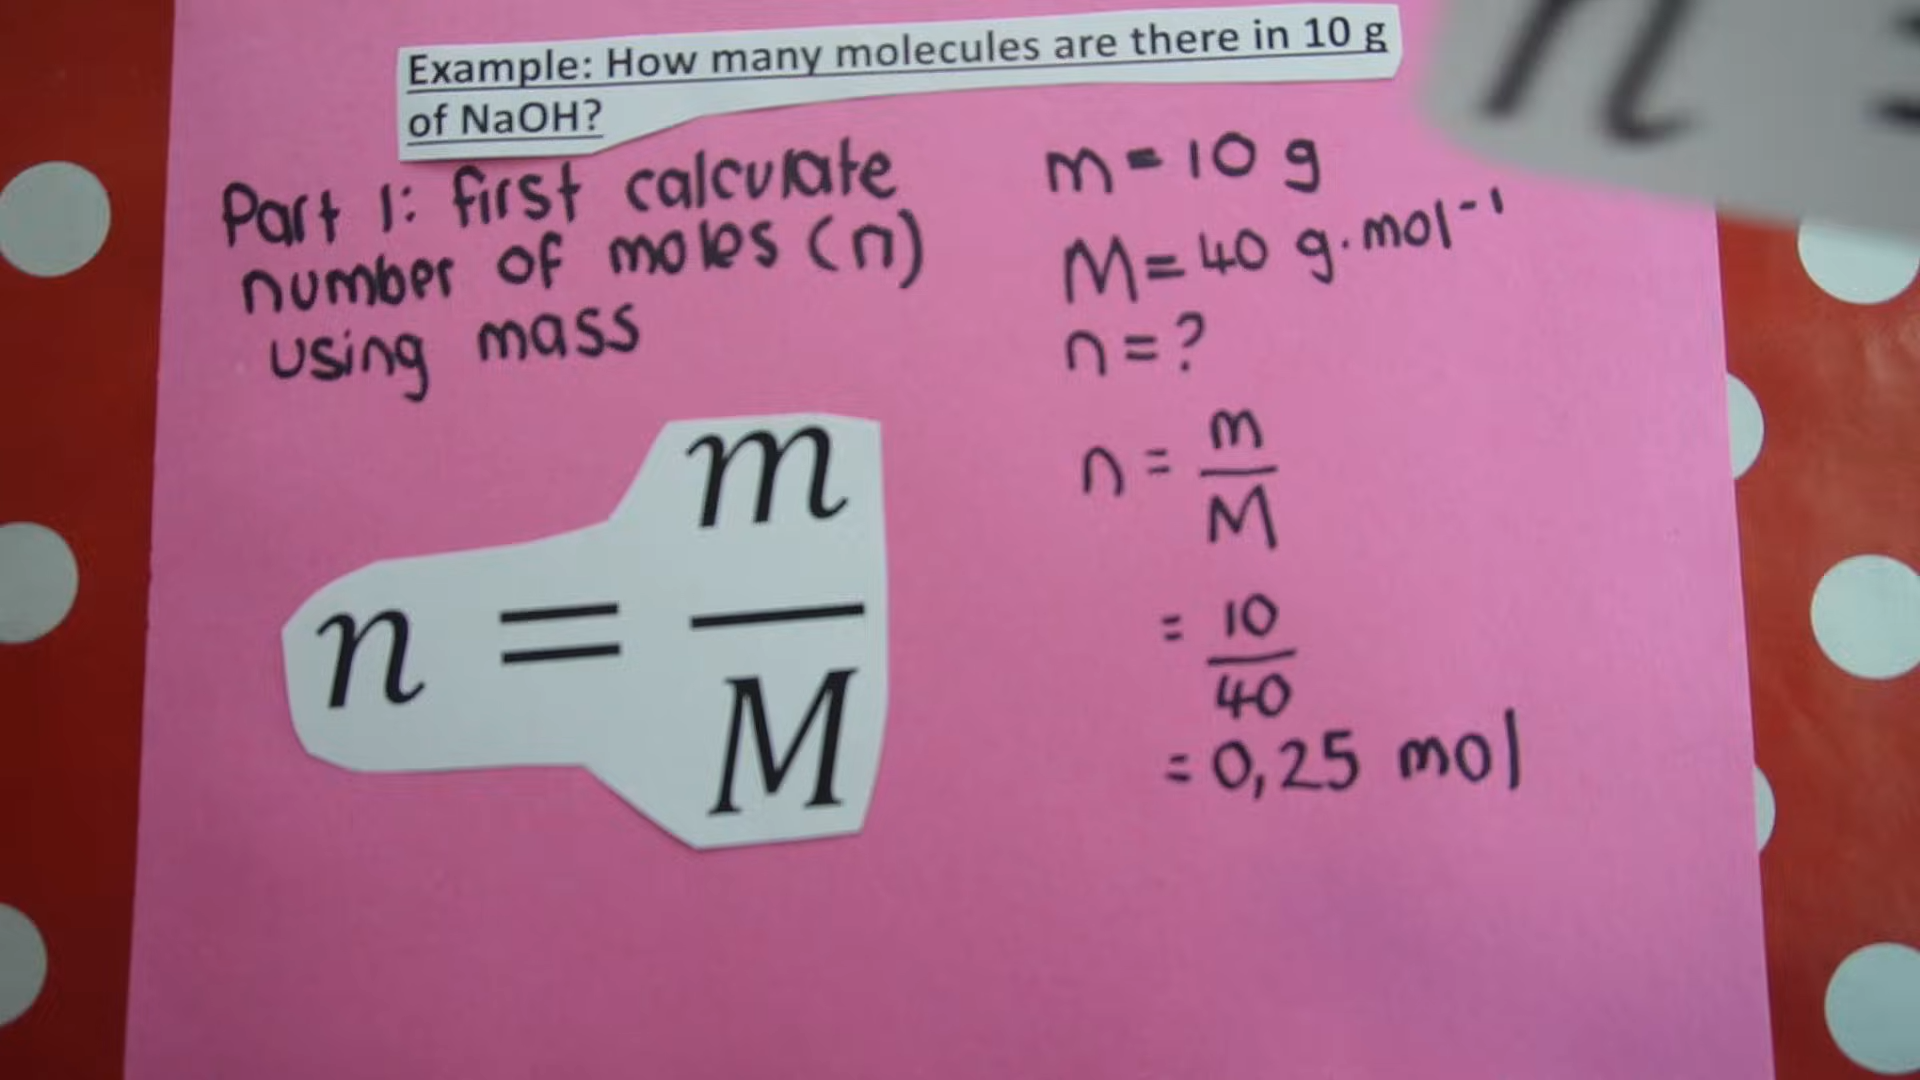 Example: How many molecules are there in 10 g
of NaOH?
Part 1: first calculate
number of moles (n)
using mass
n = m/M
m = 10 g
M = 40 g.mol⁻¹
n = ?
n = m/M
= 10/40
= 0,25 mol
n =